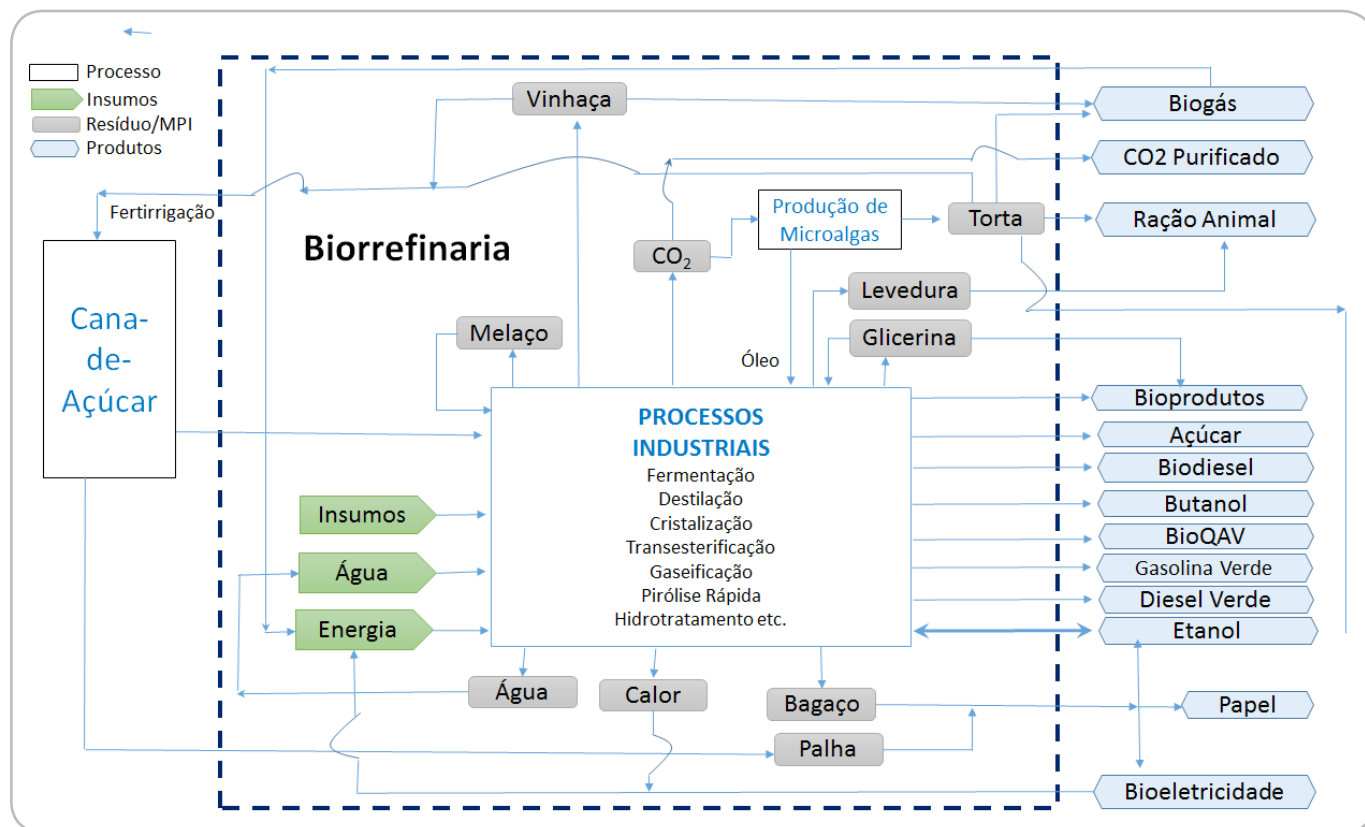 Processo
Insumos
Resíduo/MPI
Produtos
Vinhaça
Biogás
CO2 Purificado
Fertirrigação
Produção de
Microalgas
Torta
Ração Animal
Biorrefinaria
CO2
Levedura
Cana-
de-
Açúcar
Melaço
Óleo
Glicerina
PROCESSOS
INDUSTRIAIS
Fermentação
Destilação
Cristalização
Transesterificação
Gaseificação
Pirólise Rápida
Hidrotratamento etc.
Bioprodutos
Açúcar
Biodiesel
Butanol
BioQAV
Gasolina Verde
Diesel Verde
Etanol
Insumos
Água
Energia
Água
Calor
Bagaço
Papel
Palha
Bioeletricidade